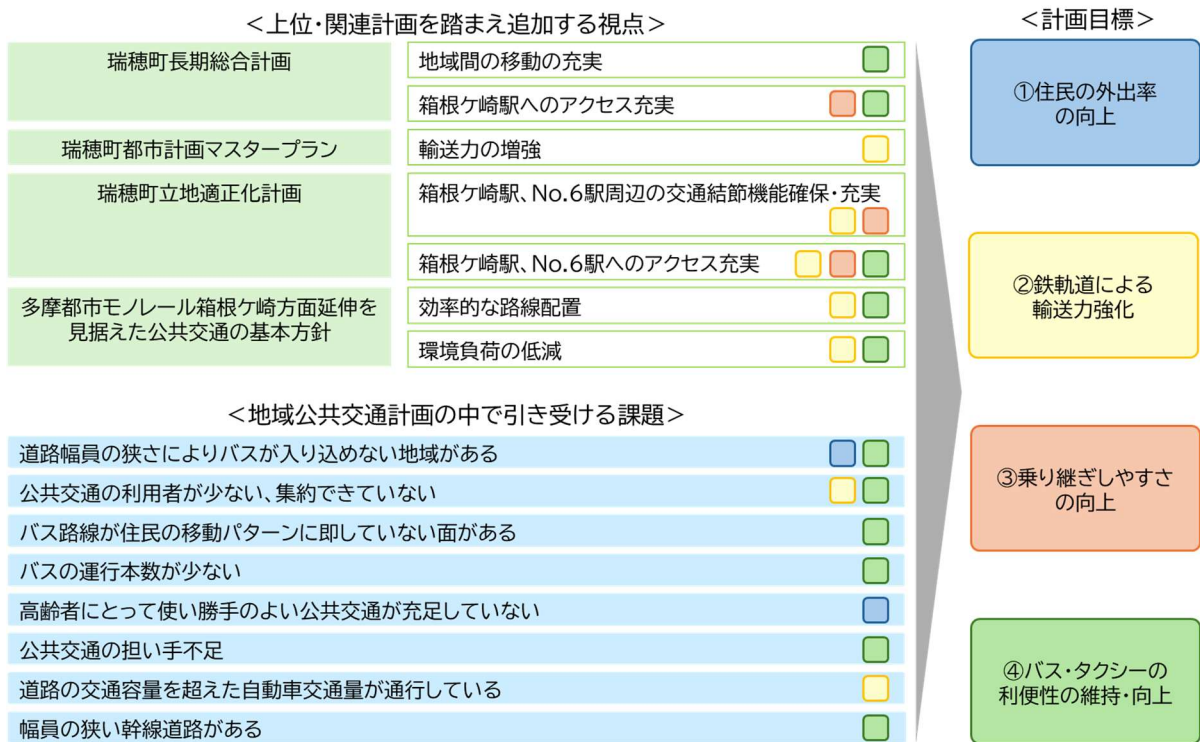 ＜上位・関連計画を踏まえ追加する視点＞
瑞穂町長期総合計画
地域間の移動の充実
箱根ケ崎駅へのアクセス充実
瑞穂町都市計画マスタープラン
輸送力の増強
瑞穂町立地適正化計画
箱根ケ崎駅、No.6駅周辺の交通結節機能確保・充実
箱根ケ崎駅、No.6駅へのアクセス充実
多摩都市モノレール箱根ケ崎方面延伸を
見据えた公共交通の基本方針
効率的な路線配置
環境負荷の低減
＜地域公共交通計画の中で引き受ける課題＞
道路幅員の狭さによりバスが入り込めない地域がある
公共交通の利用者が少ない、集約できていない
バス路線が住民の移動パターンに即していない面がある
バスの運行本数が少ない
高齢者にとって使い勝手のよい公共交通が充足していない
公共交通の担い手不足
道路の交通容量を超えた自動車交通量が通行している
幅員の狭い幹線道路がある
＜計画目標＞
①住民の外出率
の向上
②鉄軌道による
輸送力強化
③乗り継ぎしやすさ
の向上
④バス・タクシーの
利便性の維持・向上